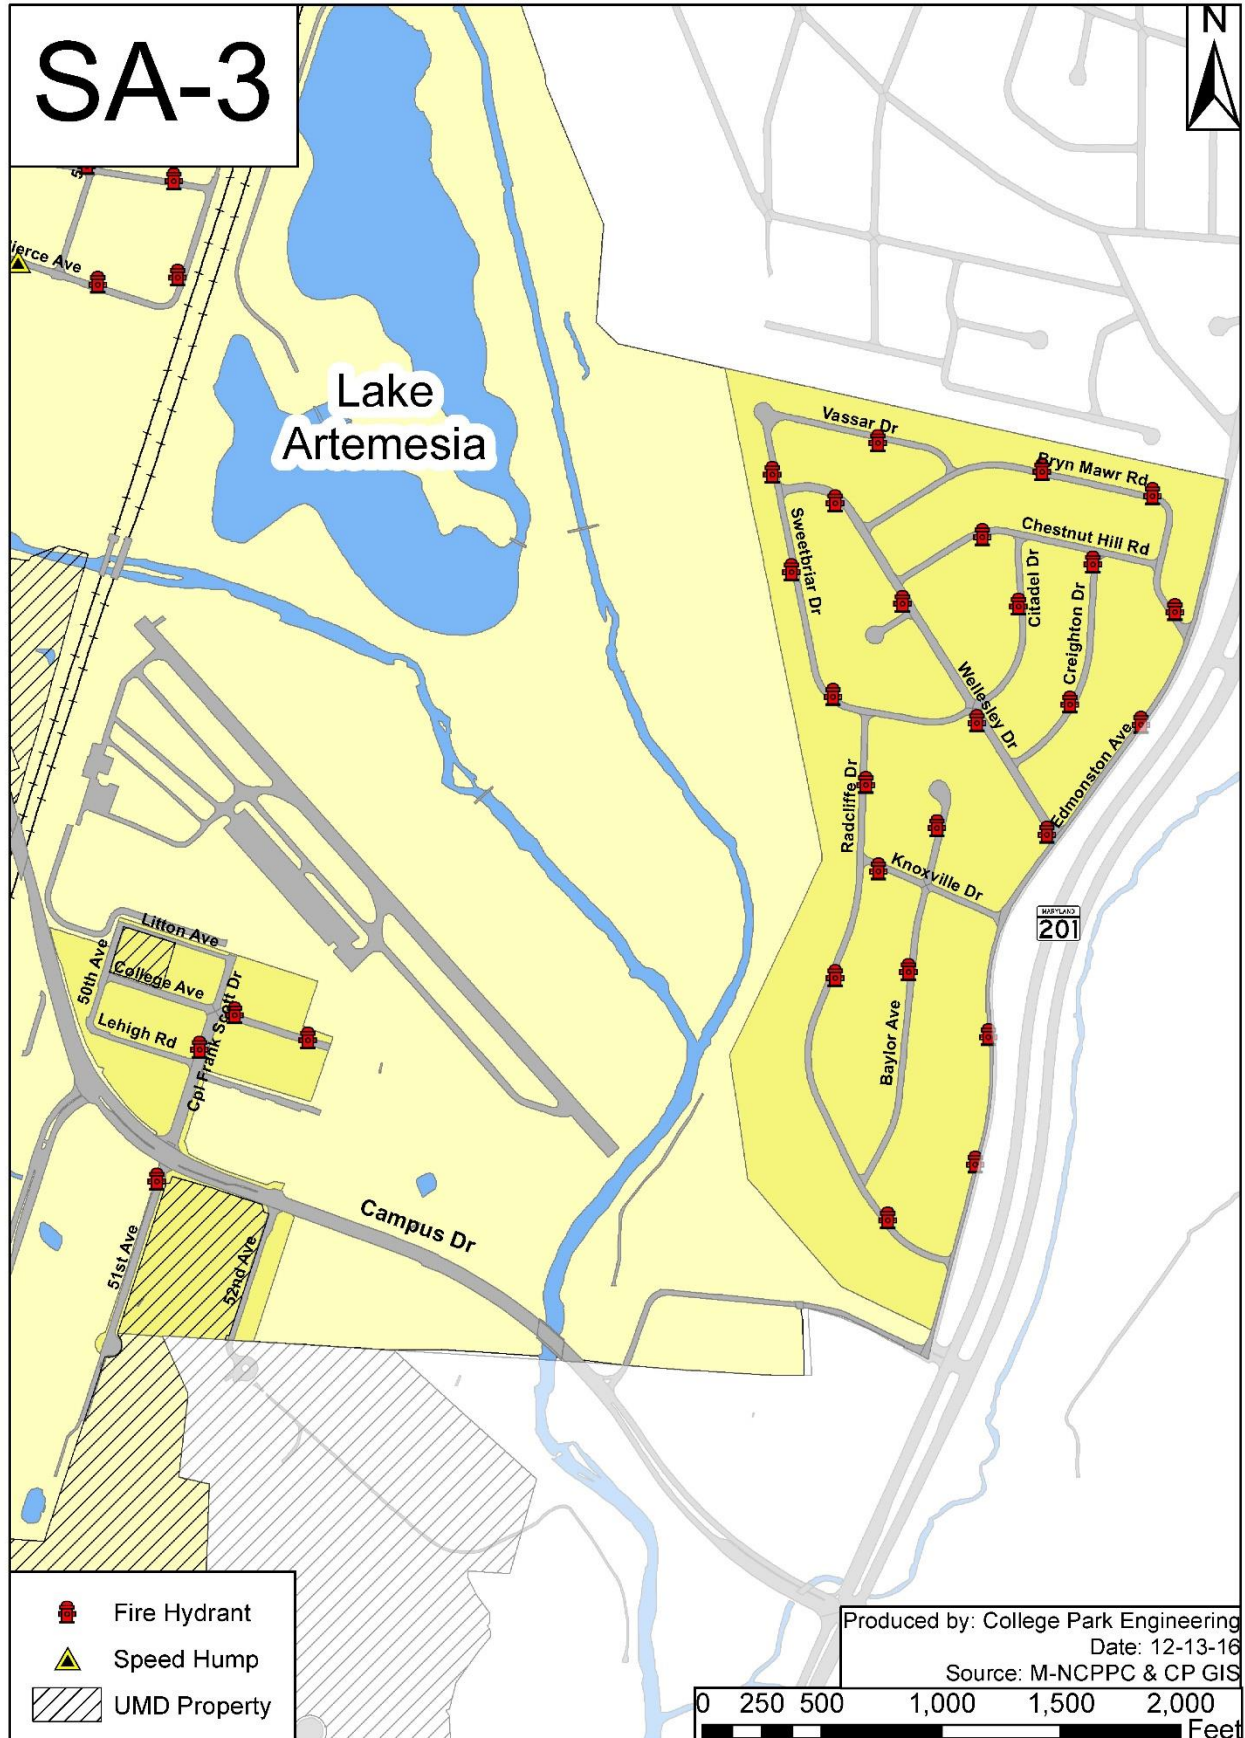 SA-3
N
ierce Ave
Lake
Artemesia
Vassar Dr
Bryn Mawr Rd
Chestnut Hill Rd
Sweetbriar Dr
Citadel Dr
Creighton Dr
Wellesley Dr
Edmonston Ave
Radcliffe Dr
Knoxville Dr
MARYLAND
201
Litton Ave
50th Ave
College Ave
Lehigh Rd
Cpl Frank Scott Dr
Baylor Ave
Campus Dr
51st Ave
52nd Ave
Fire Hydrant
Speed Hump
UMD Property
Produced by: College Park Engineering
Date: 12-13-16
Source: M-NCPPC & CP GIS
0 250 500 1,000 1,500 2,000
Feet